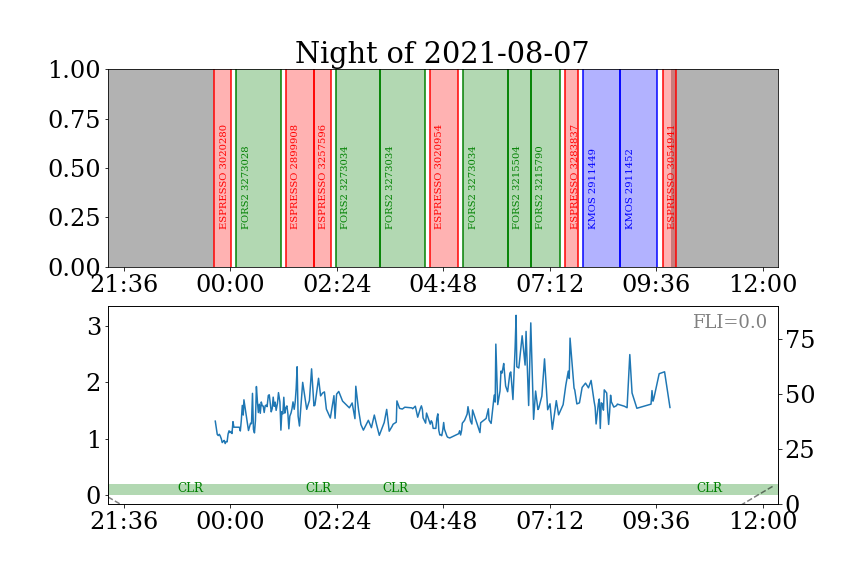 Night of 2021-08-07
1.00
0.75
0.50
0.25
0.00
ESPRESSO 3020280
FORS2 3273028
ESPRESSO 2899908
ESPRESSO 3257596
FORS2 3273034
FORS2 3273034
ESPRESSO 3020954
FORS2 3273034
FORS2 3215504
FORS2 3215790
ESPRESSO 3283837
KMOS 2911449
KMOS 2911452
ESPRESSO 3054941
21:36 00:00 02:24 04:48 07:12 09:36 12:00
FLI=0.0
3
2
1
0
75
50
25
0
CLR CLR CLR CLR
21:36 00:00 02:24 04:48 07:12 09:36 12:00